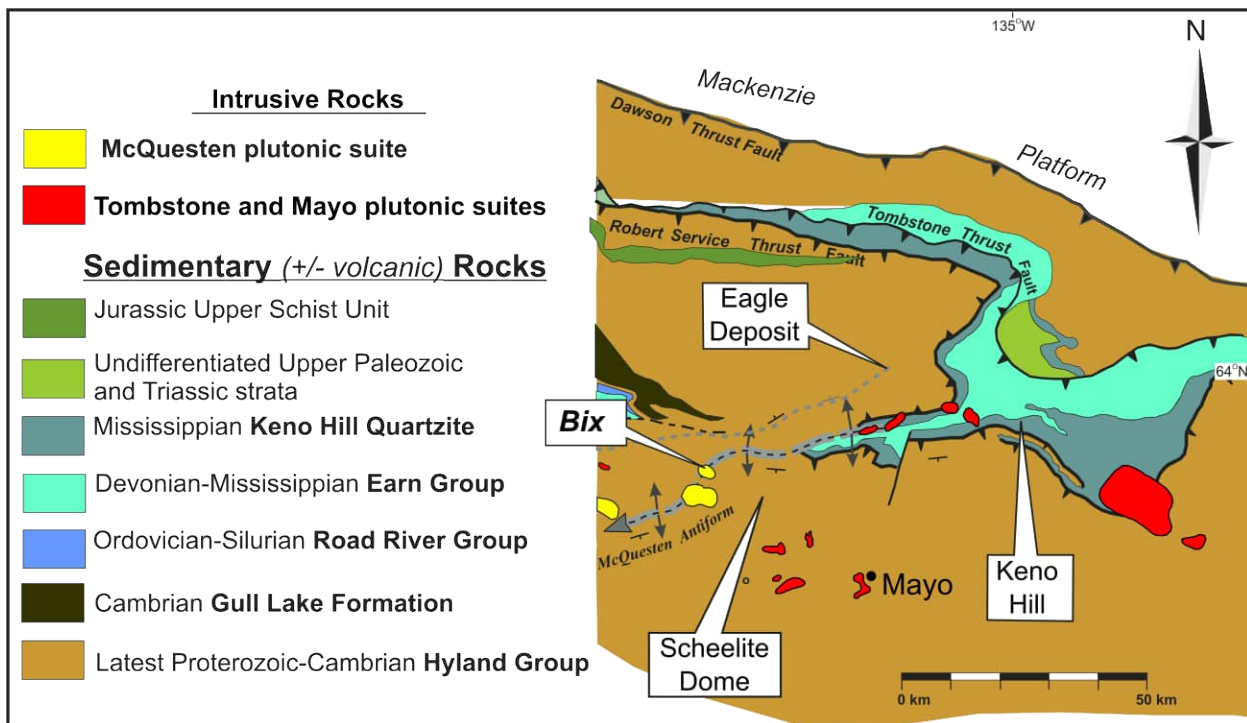 Intrusive Rocks
McQuesten plutonic suite
Tombstone and Mayo plutonic suites
Sedimentary (+/- volcanic) Rocks
Jurassic Upper Schist Unit
Undifferentiated Upper Paleozoic
and Triassic strata
Mississippian Keno Hill Quartzite
Devonian-Mississippian Earn Group
Ordovician-Silurian Road River Group
Cambrian Gull Lake Formation
Latest Proterozoic-Cambrian Hyland Group
135°W
N
Mackenzie
Platform
Dawson Thrust Fault
Tombstone Thrust Fault
Robert Service Thrust Fault
Eagle
Deposit
64°N
Bix
McQuesten Antiform
Mayo
Keno
Hill
Scheelite
Dome
0 km 50 km